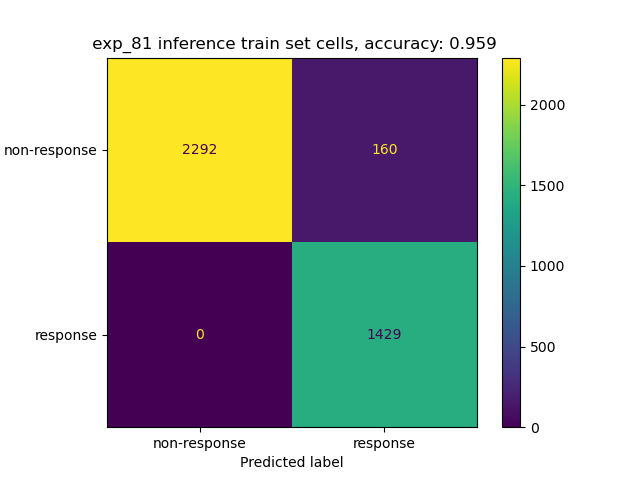 exp_81 inference train set cells, accuracy: 0.959
non-response
2292
160
response
0
1429
non-response
response
Predicted label
2000
1500
1000
500
0